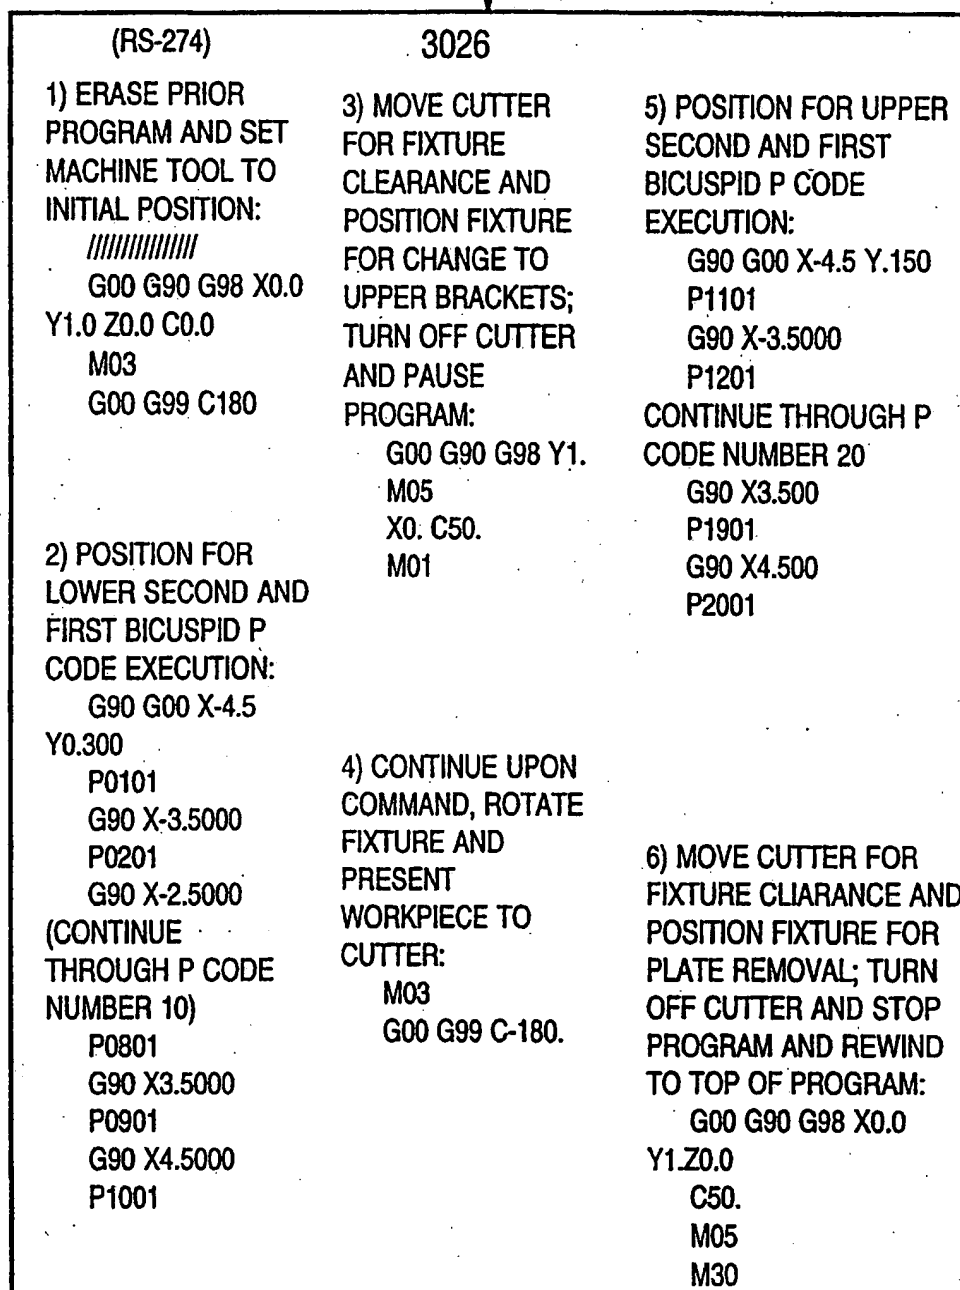 (RS-274)
3026
1) ERASE PRIOR
PROGRAM AND SET
MACHINE TOOL TO
INITIAL POSITION:
////////////////
G00 G90 G98 X0.0
Y1.0 Z0.0 C0.0
M03
G00 G99 C180
2) POSITION FOR
LOWER SECOND AND
FIRST BICUSPID P
CODE EXECUTION:
G90 G00 X-4.5
Y0.300
P0101
G90 X-3.5000
P0201
G90 X-2.5000
(CONTINUE
THROUGH P CODE
NUMBER 10)
P0801
G90 X3.5000
P0901
G90 X4.5000
P1001
3) MOVE CUTTER
FOR FIXTURE
CLEARANCE AND
POSITION FIXTURE
FOR CHANGE TO
UPPER BRACKETS;
TURN OFF CUTTER
AND PAUSE
PROGRAM:
G00 G90 G98 Y1.
M05
X0. C50.
M01
4) CONTINUE UPON
COMMAND, ROTATE
FIXTURE AND
PRESENT
WORKPIECE TO
CUTTER:
M03
G00 G99 C-180.
5) POSITION FOR UPPER
SECOND AND FIRST
BICUSPID P CODE
EXECUTION:
G90 G00 X-4.5 Y.150
P1101
G90 X-3.5000
P1201
CONTINUE THROUGH P
CODE NUMBER 20
G90 X3.500
P1901
G90 X4.500
P2001
6) MOVE CUTTER FOR
FIXTURE CLIARANCE AND
POSITION FIXTURE FOR
PLATE REMOVAL; TURN
OFF CUTTER AND STOP
PROGRAM AND REWIND
TO TOP OF PROGRAM:
G00 G90 G98 X0.0
Y1.Z0.0
C50.
M05
M30